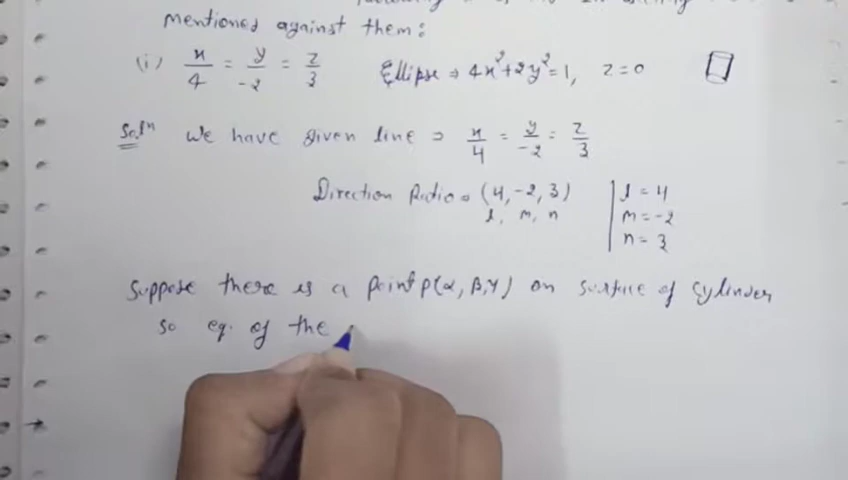 mentioned against them:
(i) x/4 = y/-2 = z/3 Ellipse ⇒ 4x²+2y²=1, z=0
Solⁿ We have given line ⇒ x/4 = y/-2 = z/3
Direction Ratio = (4, -2, 3) l = 4
l, m, n m = -2
n = 3
Suppose there is a point P(α, β, γ) on surface of cylinder
so eq. of the